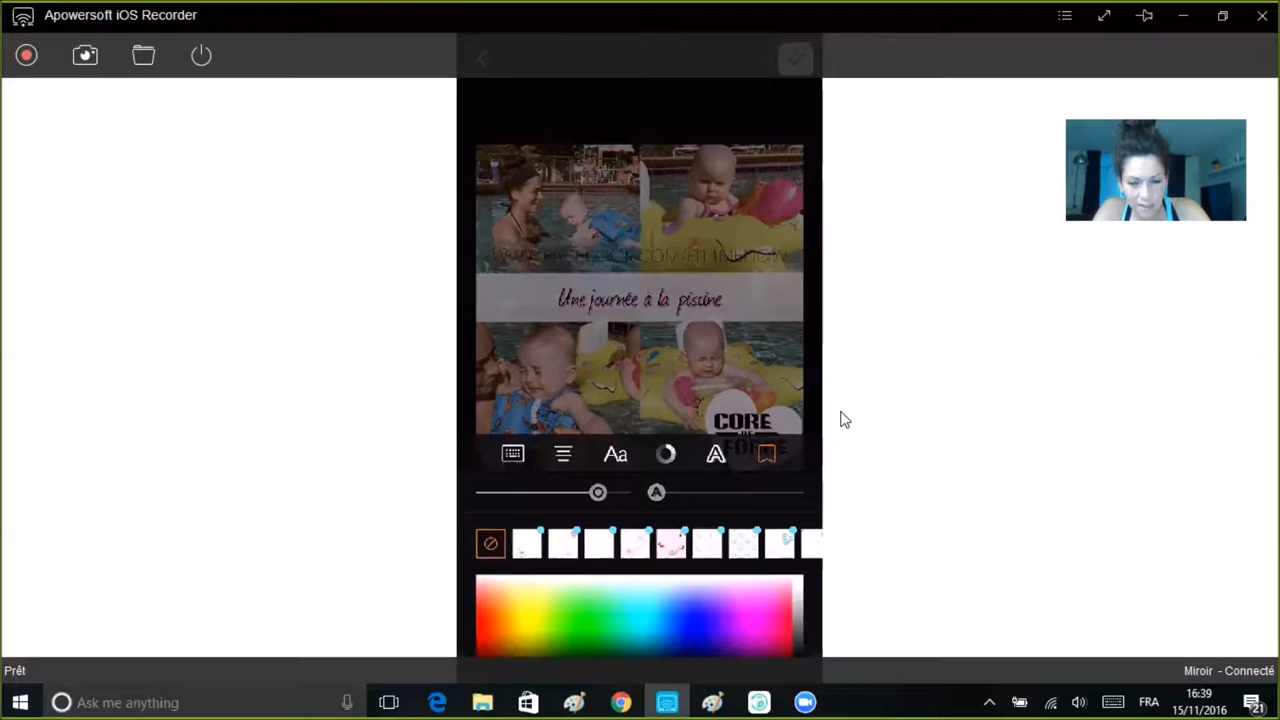 Apowersoft iOS Recorder
Une journée à la piscine
CORE
Aa
A
A
Prêt
Miroir - Connecté
Ask me anything
FRA
16:39
15/11/2016
21